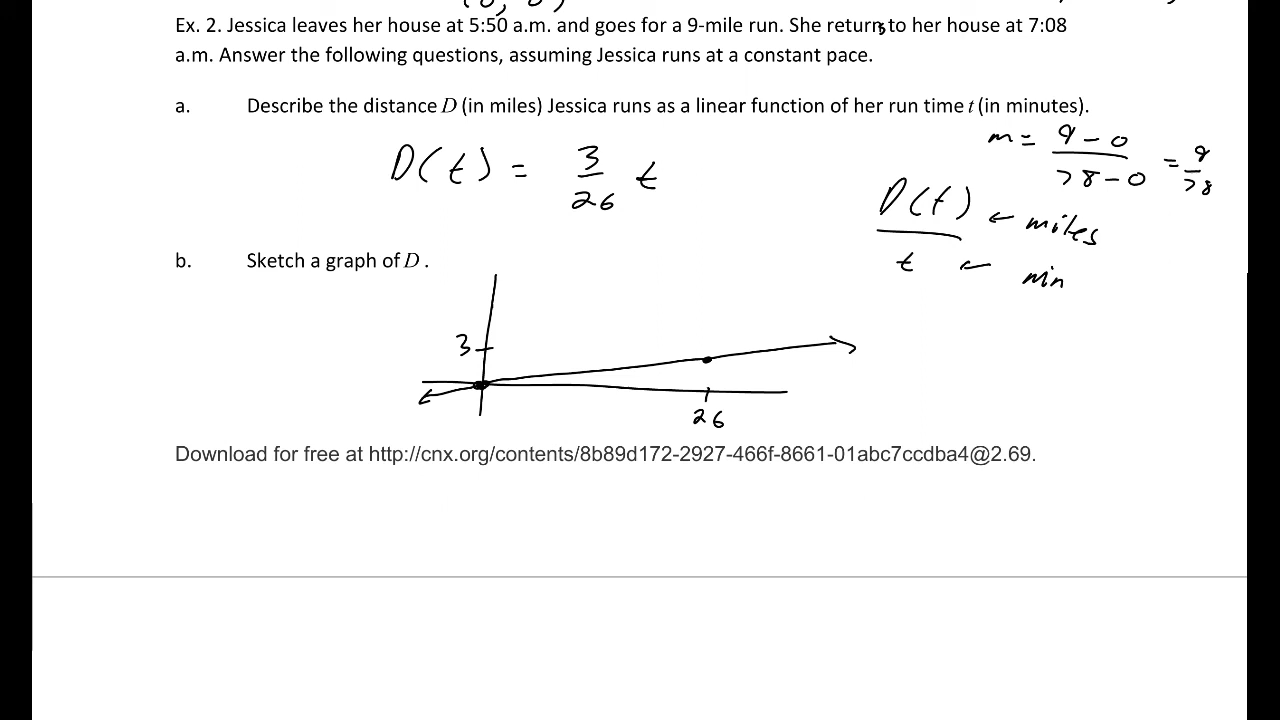 Ex. 2. Jessica leaves her house at 5:50 a.m. and goes for a 9-mile run. She returns to her house at 7:08
a.m. Answer the following questions, assuming Jessica runs at a constant pace.
a. Describe the distance D (in miles) Jessica runs as a linear function of her run time t (in minutes).
m = 9 - 0 / 78 - 0 = 9 / 78
D(t) = 3 / 26 t
D(t) ← miles
t ← min
b. Sketch a graph of D .
3
26
Download for free at http://cnx.org/contents/8b89d172-2927-466f-8661-01abc7ccdba4@2.69.